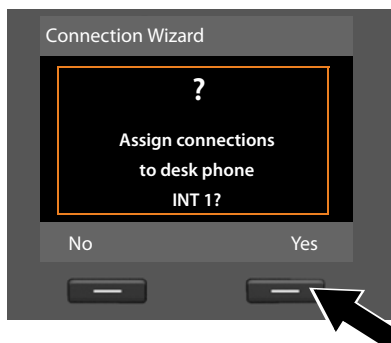 Connection Wizard
?
Assign connections
to desk phone
INT 1?
No Yes